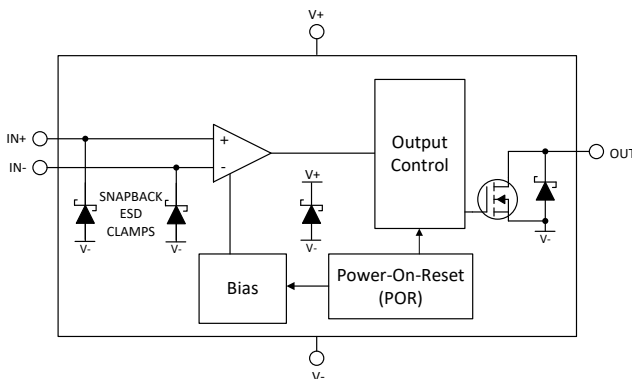 V+
IN+
IN-
+
-
Output
Control
OUT
V+
SNAPBACK
ESD
CLAMPS
V-
V-
V-
V-
Bias
Power-On-Reset
(POR)
V-